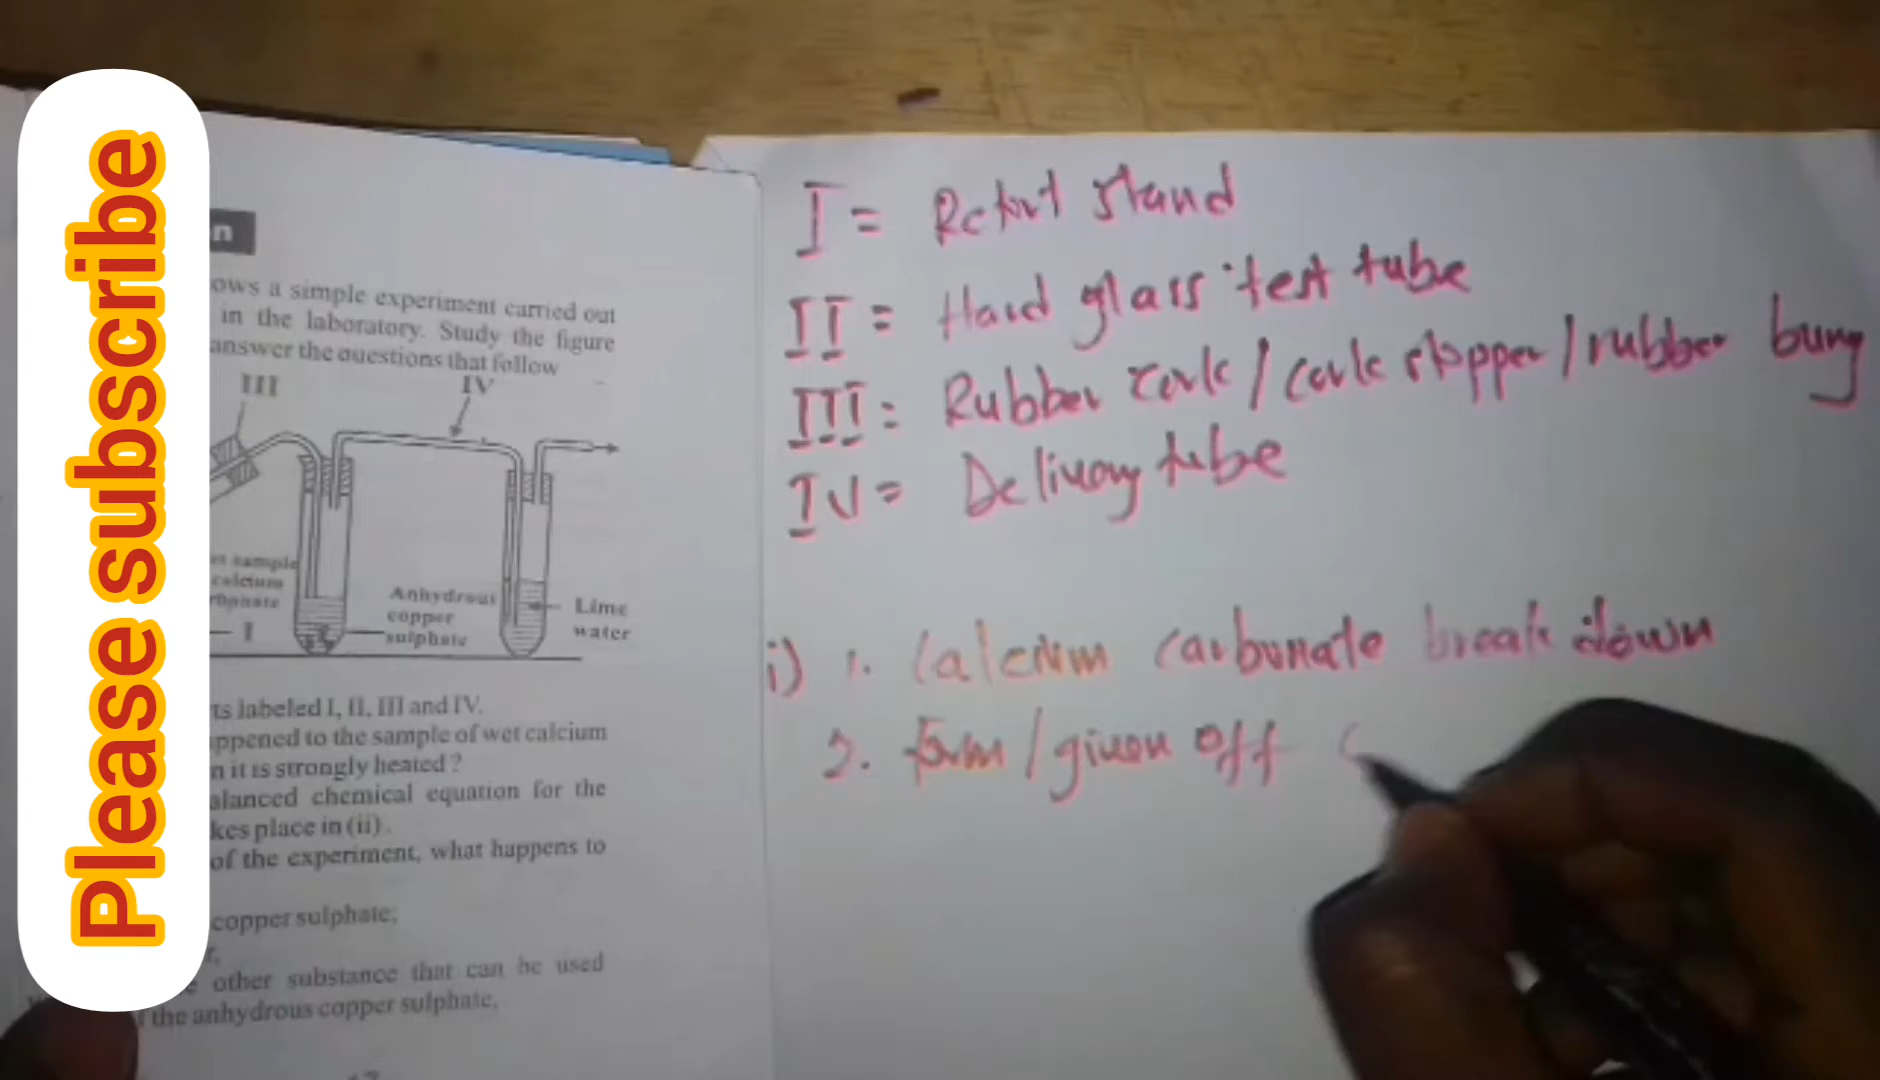 Please subscribe
n
ows a simple experiment carried out
in the laboratory. Study the figure
answer the questions that follow
III
IV
sample
calcium
I
Anhydrous
copper
sulphate
Lime
water
ts labeled I, II, III and IV.
ppened to the sample of wet calcium
n it is strongly heated?
alanced chemical equation for the
kes place in (ii).
of the experiment, what happens to
copper sulphate;
r,
other substance that can be used
the anhydrous copper sulphate,
I = Retort stand
II = Hard glass test tube
III = Rubber cork / cork stopper / rubber bung
IV = Delivery tube
i) 1. Calcium carbonate break down
2. form / given off